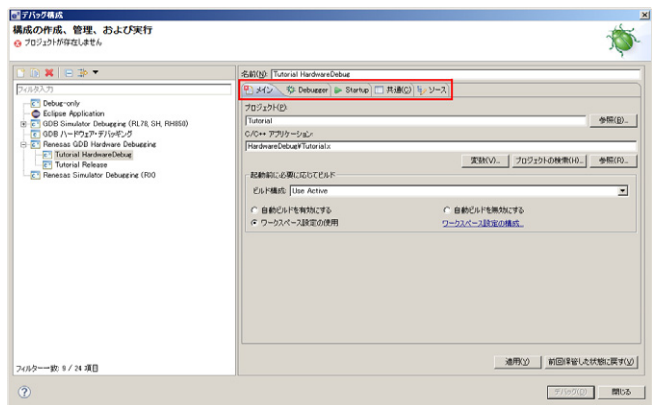 デバッグ構成
構成の作成、管理、および実行
プロジェクトが存在しません
フィルタ入力
Debug-only
Eclipse Application
GDB Simulator Debugging (RL78, SH, RH850)
GDB ハードウェア・デバッギング
Renesas GDB Hardware Debugging
Tutorial HardwareDebug
Tutorial Release
Renesas Simulator Debugging (RX)
フィルター一致: 9 / 24 項目
名前(N): Tutorial HardwareDebug
メイン Debugger Startup 共通(C) ソース
プロジェクト(P):
Tutorial 参照(B)...
C/C++ アプリケーション:
HardwareDebug¥Tutorial.x
変数(V)... プロジェクトの検索(H)... 参照(R)...
起動前に必要に応じてビルド
ビルド構成: Use Active
自動ビルドを有効にする 自動ビルドを無効にする
ワークスペース設定の使用 ワークスペース設定の構成...
適用(Y) 前回保管した状態に戻す(V)
デバッグ(D) 閉じる